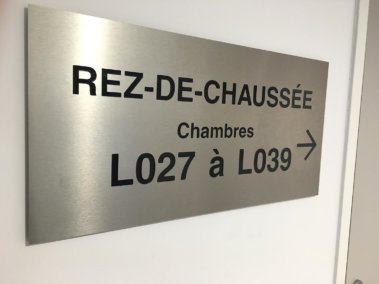 REZ-DE-CHAUSSÉE
Chambres
L027 à L039 →